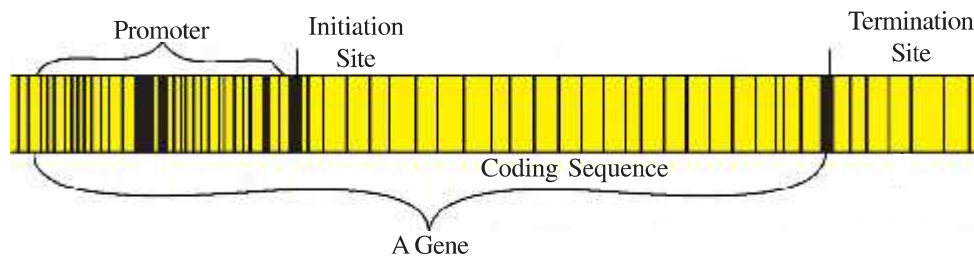 Promoter
Initiation
Site
Termination
Site
Coding Sequence
A Gene